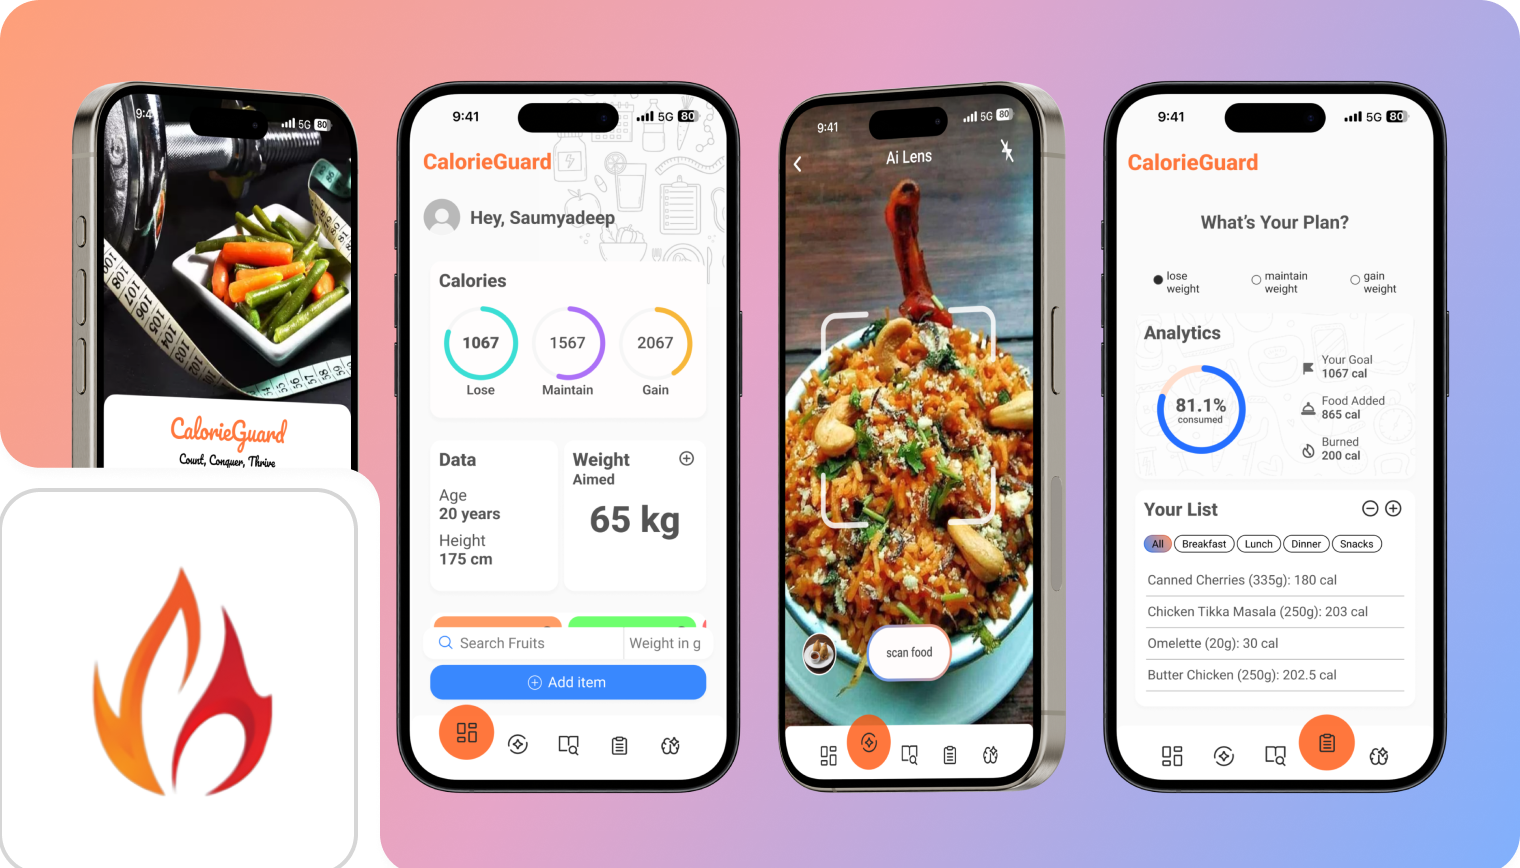 9:4
5G 80
CalorieGuard
Count, Conquer, Thrive
9:41
5G 80
CalorieGuard
Hey, Saumyadeep
Calories
1067
1567
2067
Lose
Maintain
Gain
Data
Age
20 years
Height
175 cm
Weight
Aimed
65 kg
Search Fruits
Weight in g
Add item
9:41
5G 80
Ai Lens
scan food
9:41
5G 80
CalorieGuard
What's Your Plan?
lose
weight
maintain
weight
gain
weight
Analytics
81.1%
consumed
Your Goal
1067 cal
Food Added
865 cal
Burned
200 cal
Your List
All
Breakfast
Lunch
Dinner
Snacks
Canned Cherries (335g): 180 cal
Chicken Tikka Masala (250g): 203 cal
Omelette (20g): 30 cal
Butter Chicken (250g): 202.5 cal